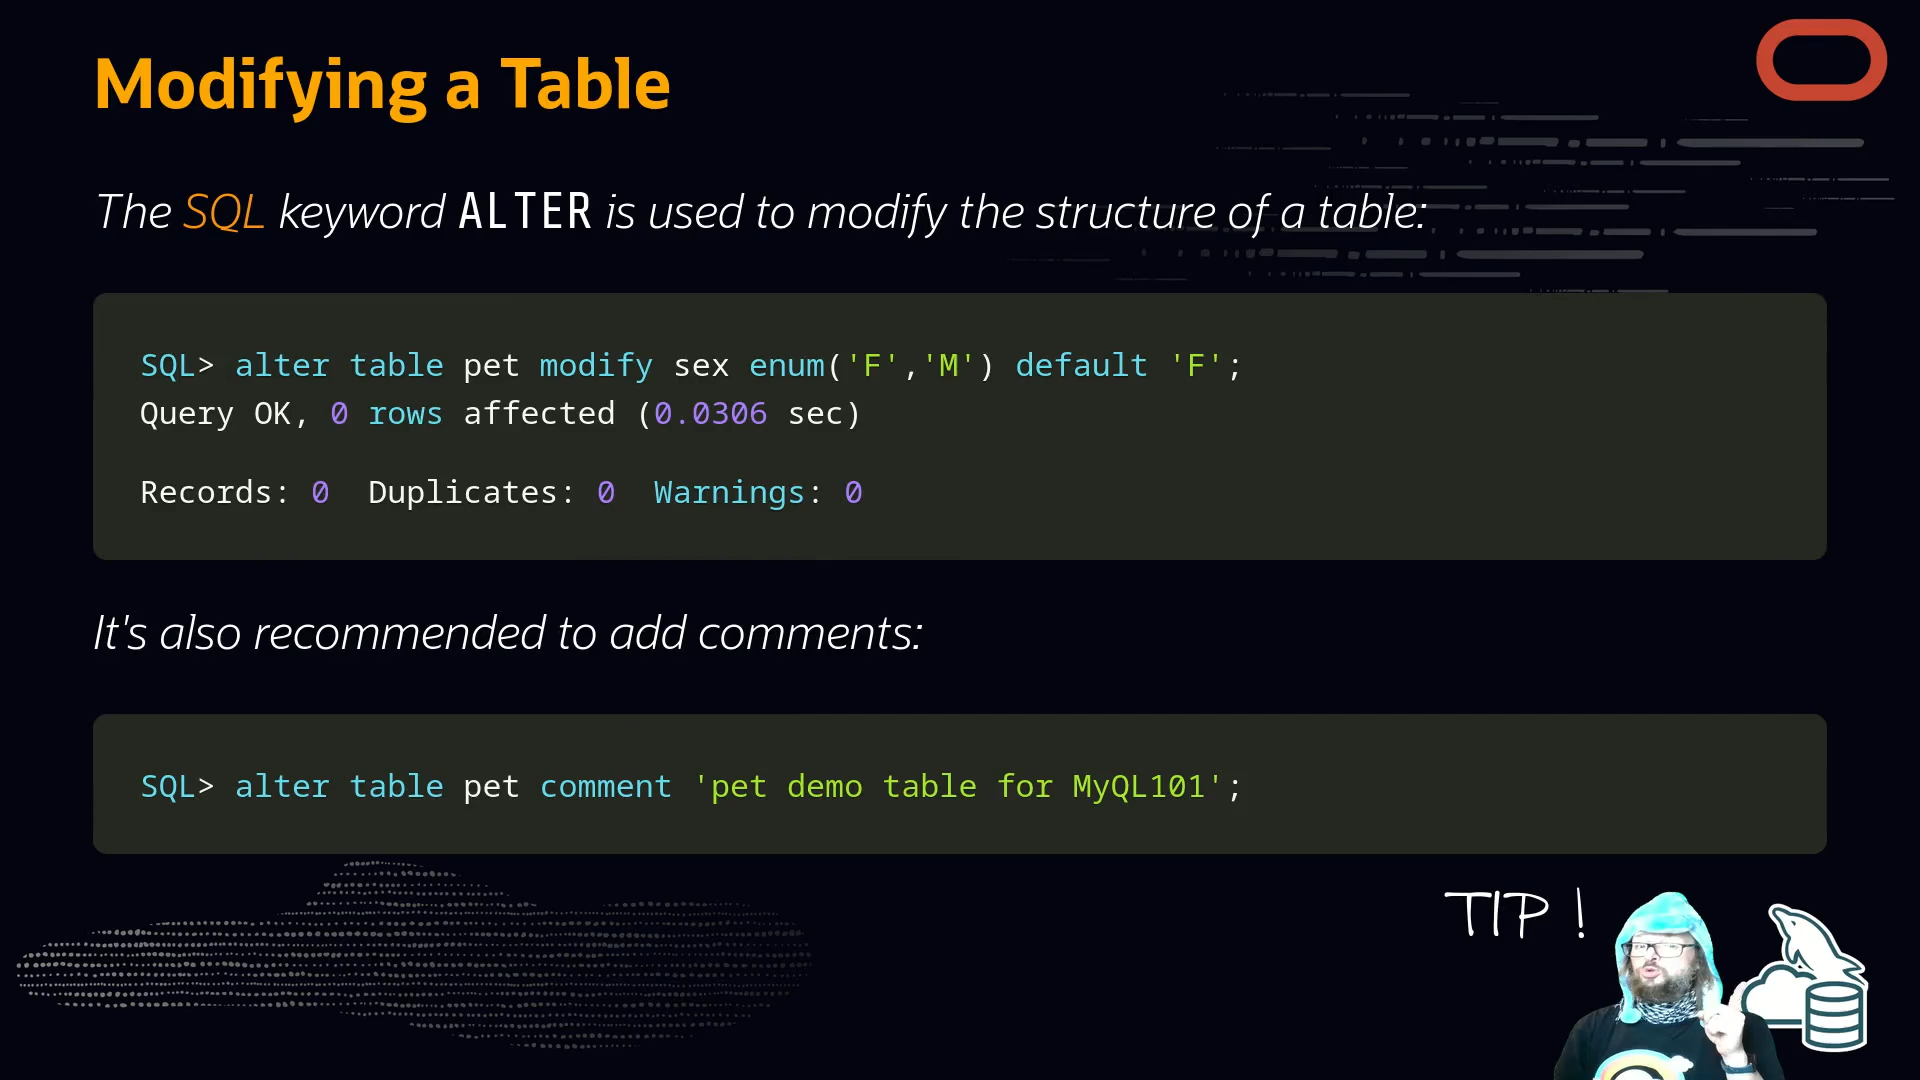 Modifying a Table
The SQL keyword ALTER is used to modify the structure of a table:
SQL> alter table pet modify sex enum('F','M') default 'F';
Query OK, 0 rows affected (0.0306 sec)
Records: 0  Duplicates: 0  Warnings: 0
It's also recommended to add comments:
SQL> alter table pet comment 'pet demo table for MyQL101';
TIP !